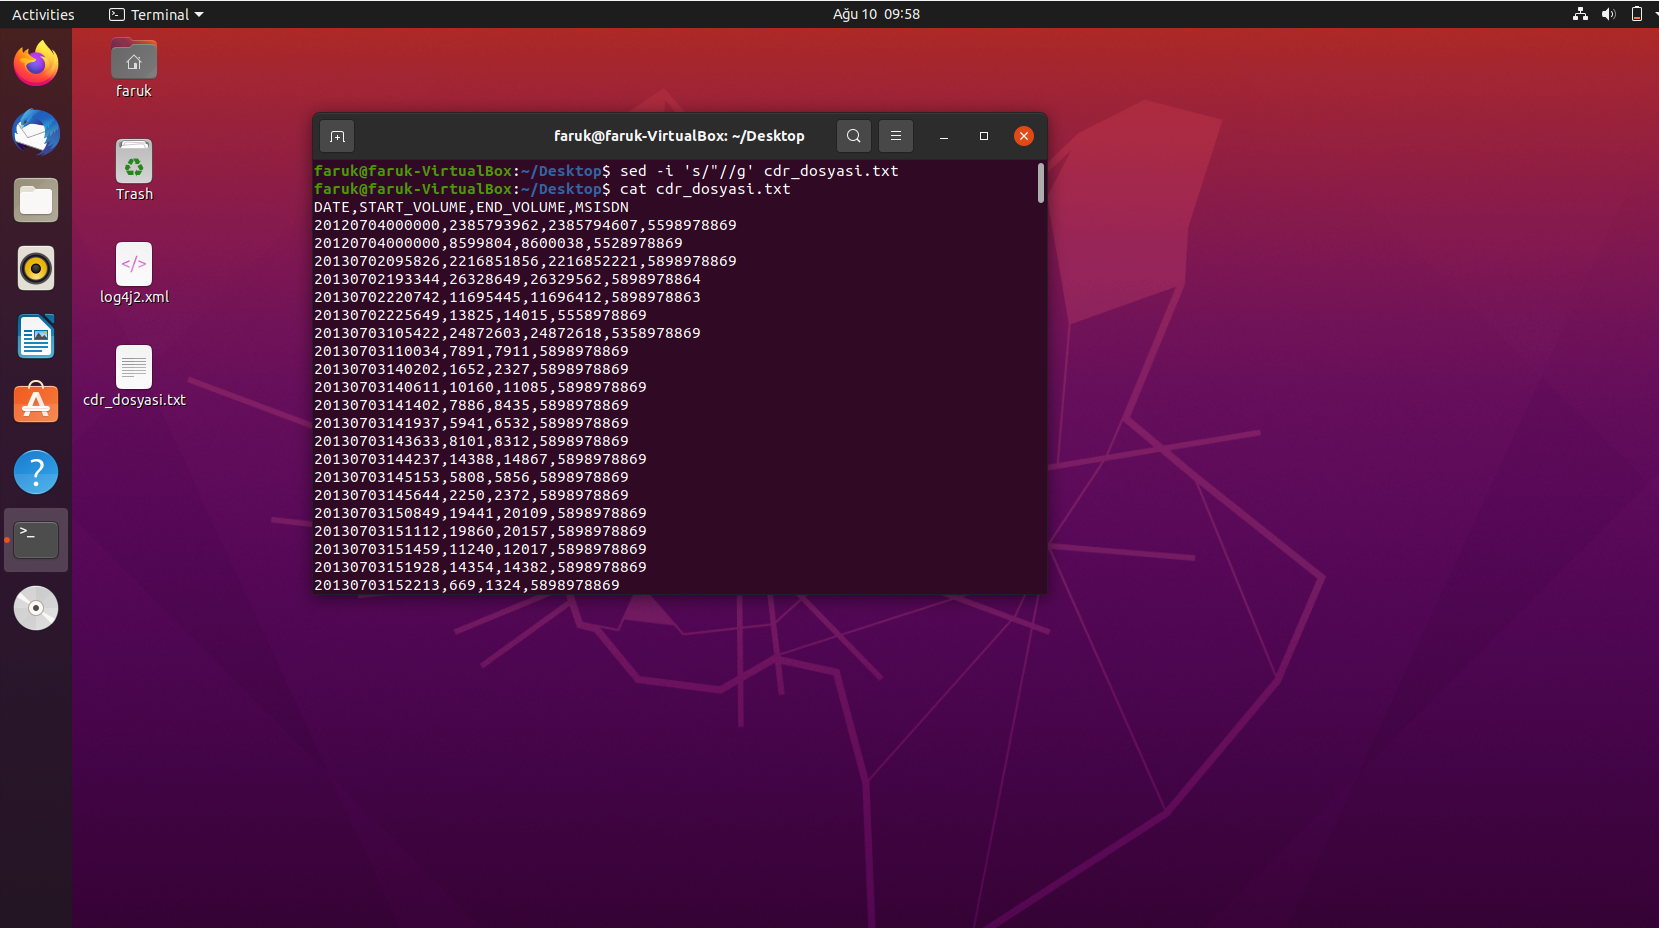 Activities
Terminal
Ağu 10 09:58
faruk
Trash
log4j2.xml
cdr_dosyasi.txt
faruk@faruk-VirtualBox: ~/Desktop
faruk@faruk-VirtualBox:~/Desktop$ sed -i 's/"//g' cdr_dosyasi.txt
faruk@faruk-VirtualBox:~/Desktop$ cat cdr_dosyasi.txt
DATE,START_VOLUME,END_VOLUME,MSISDN
20120704000000,2385793962,2385794607,5598978869
20120704000000,8599804,8600038,5528978869
20130702095826,2216851856,2216852221,5898978869
20130702193344,26328649,26329562,5898978864
20130702220742,11695445,11696412,5898978863
20130702225649,13825,14015,5558978869
20130703105422,24872603,24872618,5358978869
20130703110034,7891,7911,5898978869
20130703140202,1652,2327,5898978869
20130703140611,10160,11085,5898978869
20130703141402,7886,8435,5898978869
20130703141937,5941,6532,5898978869
20130703143633,8101,8312,5898978869
20130703144237,14388,14867,5898978869
20130703145153,5808,5856,5898978869
20130703145644,2250,2372,5898978869
20130703150849,19441,20109,5898978869
20130703151112,19860,20157,5898978869
20130703151459,11240,12017,5898978869
20130703151928,14354,14382,5898978869
20130703152213,669,1324,5898978869